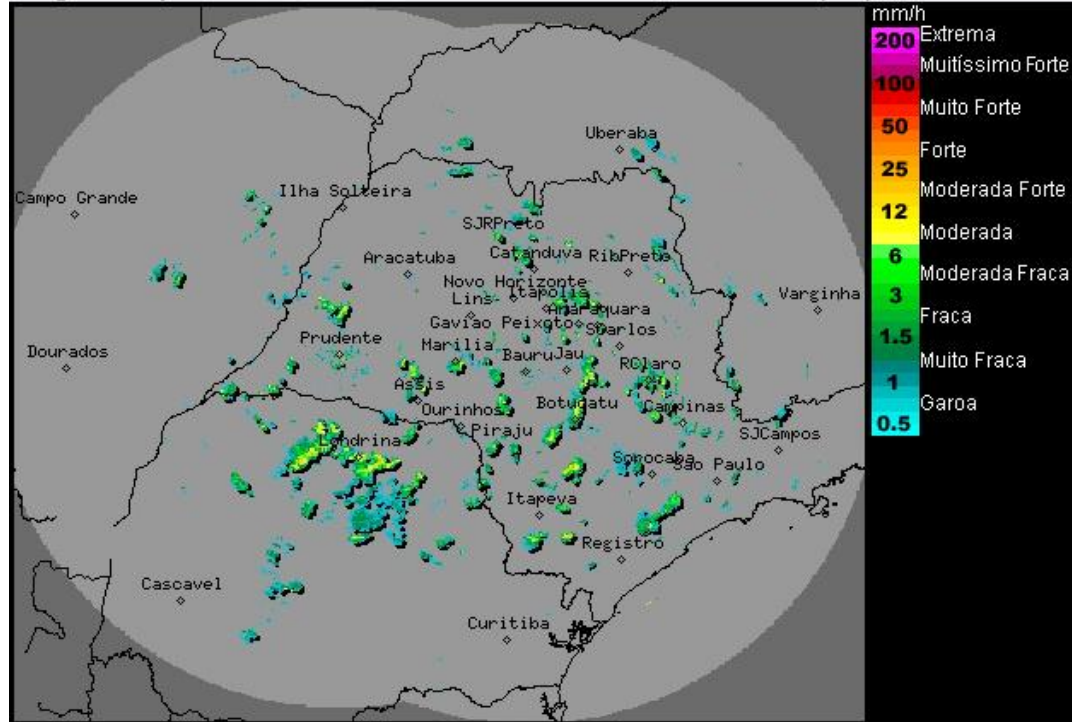 mm/h
200 Extrema
Muitíssimo Forte
100
Muito Forte
50
Forte
25
Moderada Forte
12
Moderada
6
Moderada Fraca
3
Fraca
1.5
Muito Fraca
1
Garoa
0.5
Uberaba
Campo Grande
Ilha Solteira
SJRPreto
Aracatuba
Catanduva
RibPreto
Novo Horizonte
Itapolis
Lins
Varginha
Araraquara
Gaviao Peixoto
SCarlos
Dourados
Prudente
Marilia
Bauru
Jau
RClaro
Assis
Ourinhos
Botucatu
Campinas
Piraju
Londrina
SJCampos
Sorocaba
Sao Paulo
Itapeva
Registro
Cascavel
Curitiba